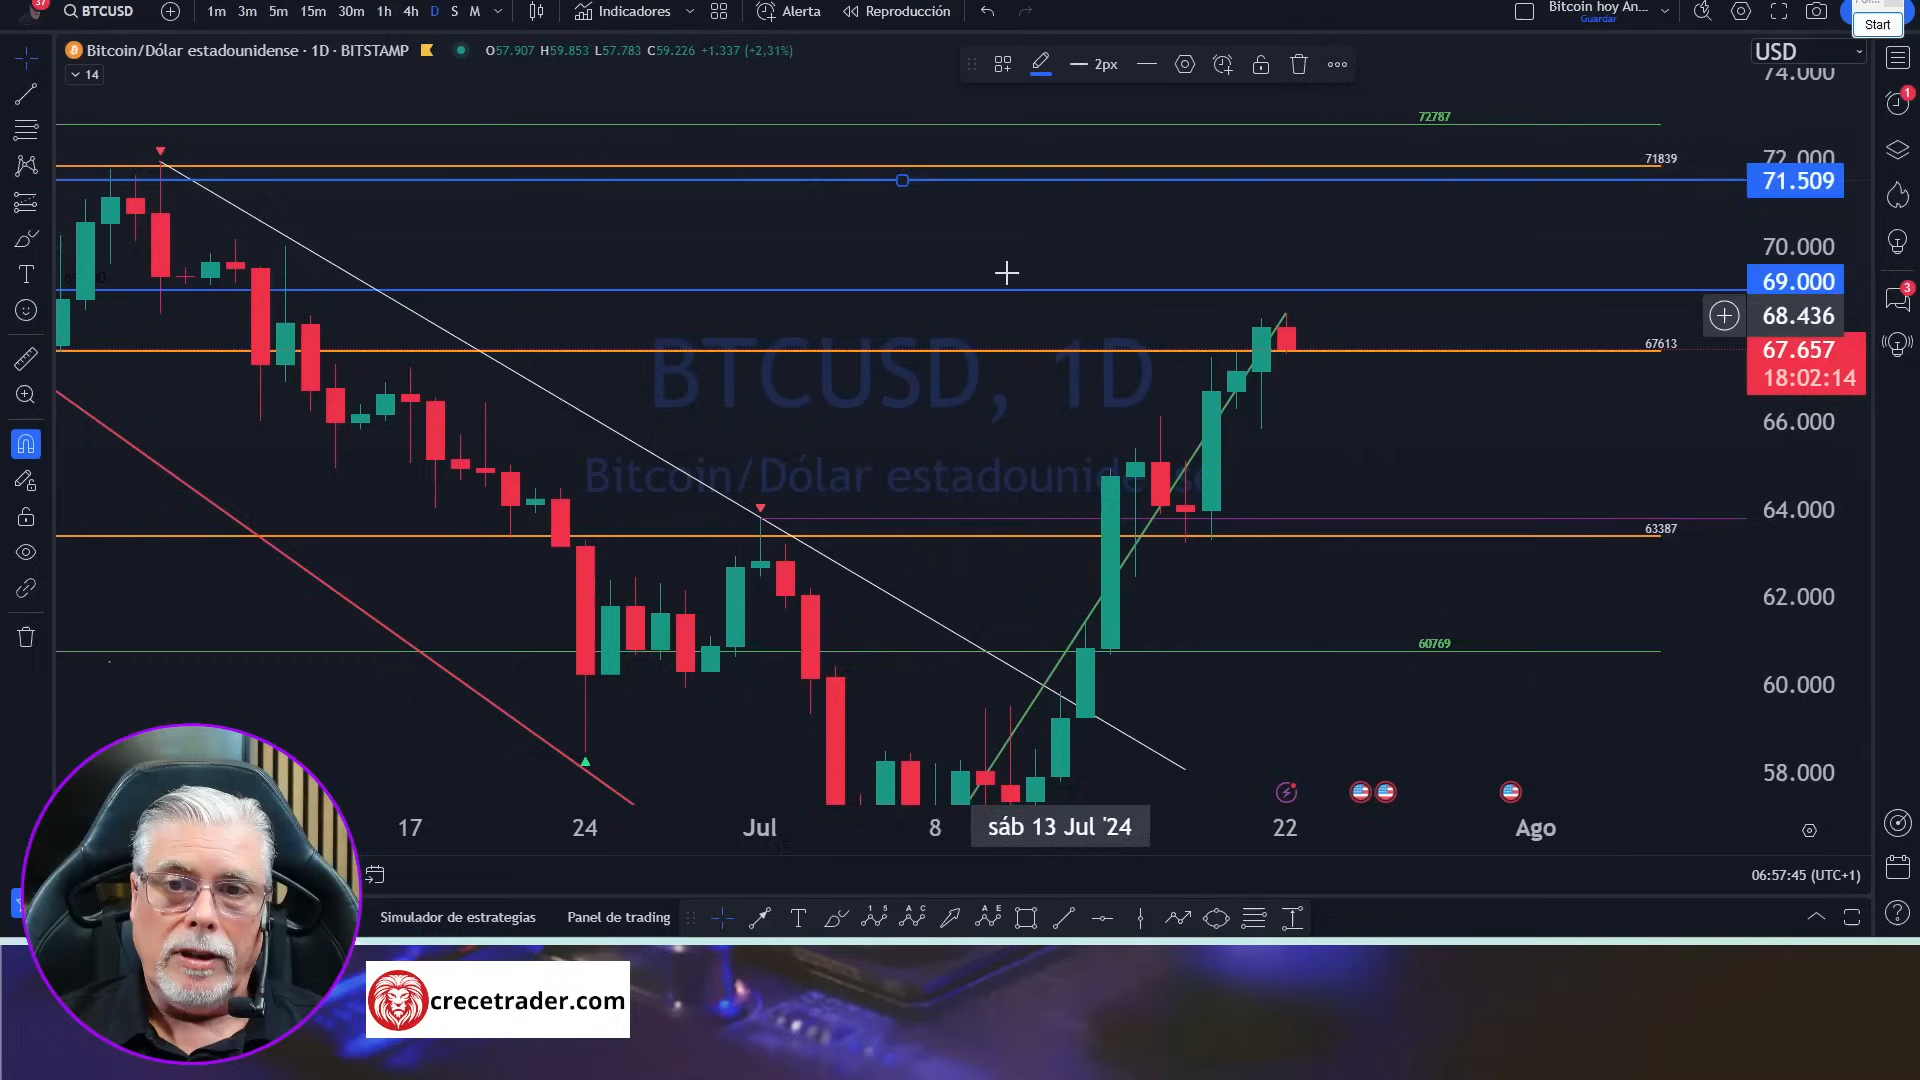 37
BTCUSD
1m 3m 5m 15m 30m 1h 4h D S M
Indicadores
Alerta
Reproducción
Bitcoin hoy An...
Guardar
Start
Bitcoin/Dólar estadounidense · 1D · BITSTAMP
O57.907 H59.853 L57.783 C59.226 +1.337 (+2,31%)
14
2px
USD
74.000
72787
71839
72.000
71.509
70.000
69.000
68.436
67613
67.657
18:02:14
66.000
BTCUSD, 1D
Bitcoin/Dólar estadounidense
64.000
63387
62.000
60769
60.000
58.000
1
3
17
24
Jul
8
sáb 13 Jul '24
22
Ago
06:57:45 (UTC+1)
Simulador de estrategias
Panel de trading
crecetrader.com